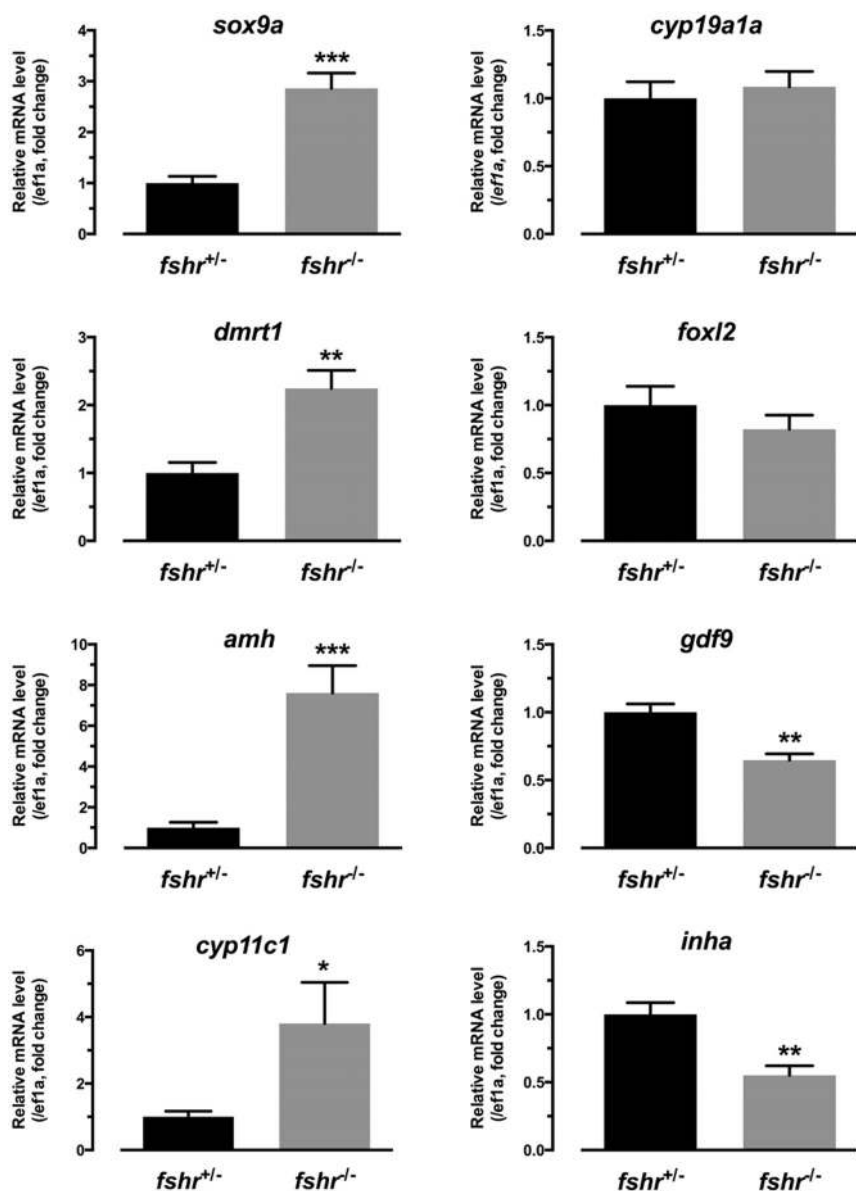 sox9a
Relative mRNA level
(/ef1a, fold change)
4
3
2
1
0
***
fshr+/-
fshr-/-
cyp19a1a
Relative mRNA level
(/ef1a, fold change)
1.5
1.0
0.5
0.0
fshr+/-
fshr-/-
dmrt1
Relative mRNA level
(/ef1a, fold change)
3
2
1
0
**
fshr+/-
fshr-/-
foxl2
Relative mRNA level
(/ef1a, fold change)
1.5
1.0
0.5
0.0
fshr+/-
fshr-/-
amh
Relative mRNA level
(/ef1a, fold change)
10
8
6
4
2
0
***
fshr+/-
fshr-/-
gdf9
Relative mRNA level
(/ef1a, fold change)
1.5
1.0
0.5
0.0
**
fshr+/-
fshr-/-
cyp11c1
Relative mRNA level
(/ef1a, fold change)
6
4
2
0
*
fshr+/-
fshr-/-
inha
Relative mRNA level
(/ef1a, fold change)
1.5
1.0
0.5
0.0
**
fshr+/-
fshr-/-